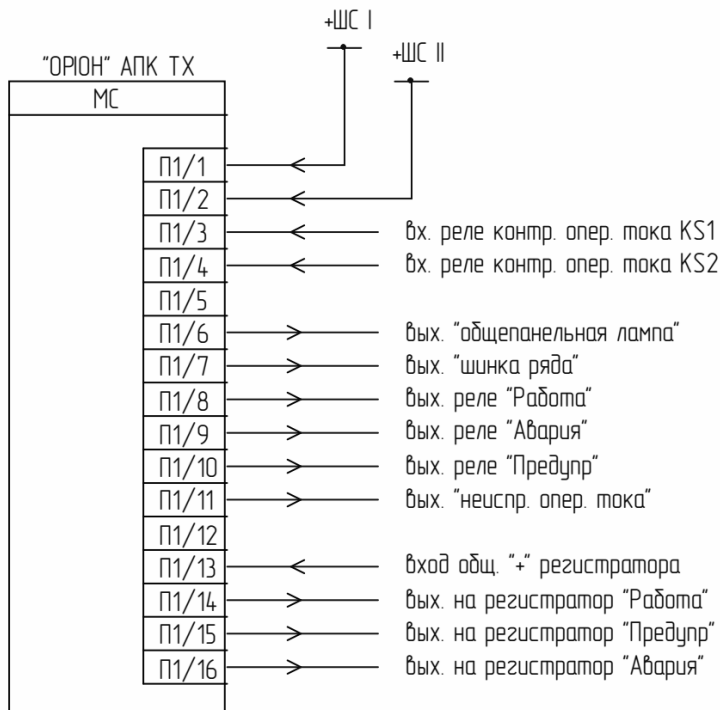 +ШС I
+ШС II
"ОРІОН" АПК ТХ
МС
П1/1
П1/2
П1/3 вх. реле контр. опер. тока KS1
П1/4 вх. реле контр. опер. тока KS2
П1/5
П1/6 вых. "общепанельная лампа"
П1/7 вых. "шинка ряда"
П1/8 вых. реле "Работа"
П1/9 вых. реле "Авария"
П1/10 вых. реле "Предупр"
П1/11 вых. "неиспр. опер. тока"
П1/12
П1/13 вход общ. "+" регистратора
П1/14 вых. на регистратор "Работа"
П1/15 вых. на регистратор "Предупр"
П1/16 вых. на регистратор "Авария"